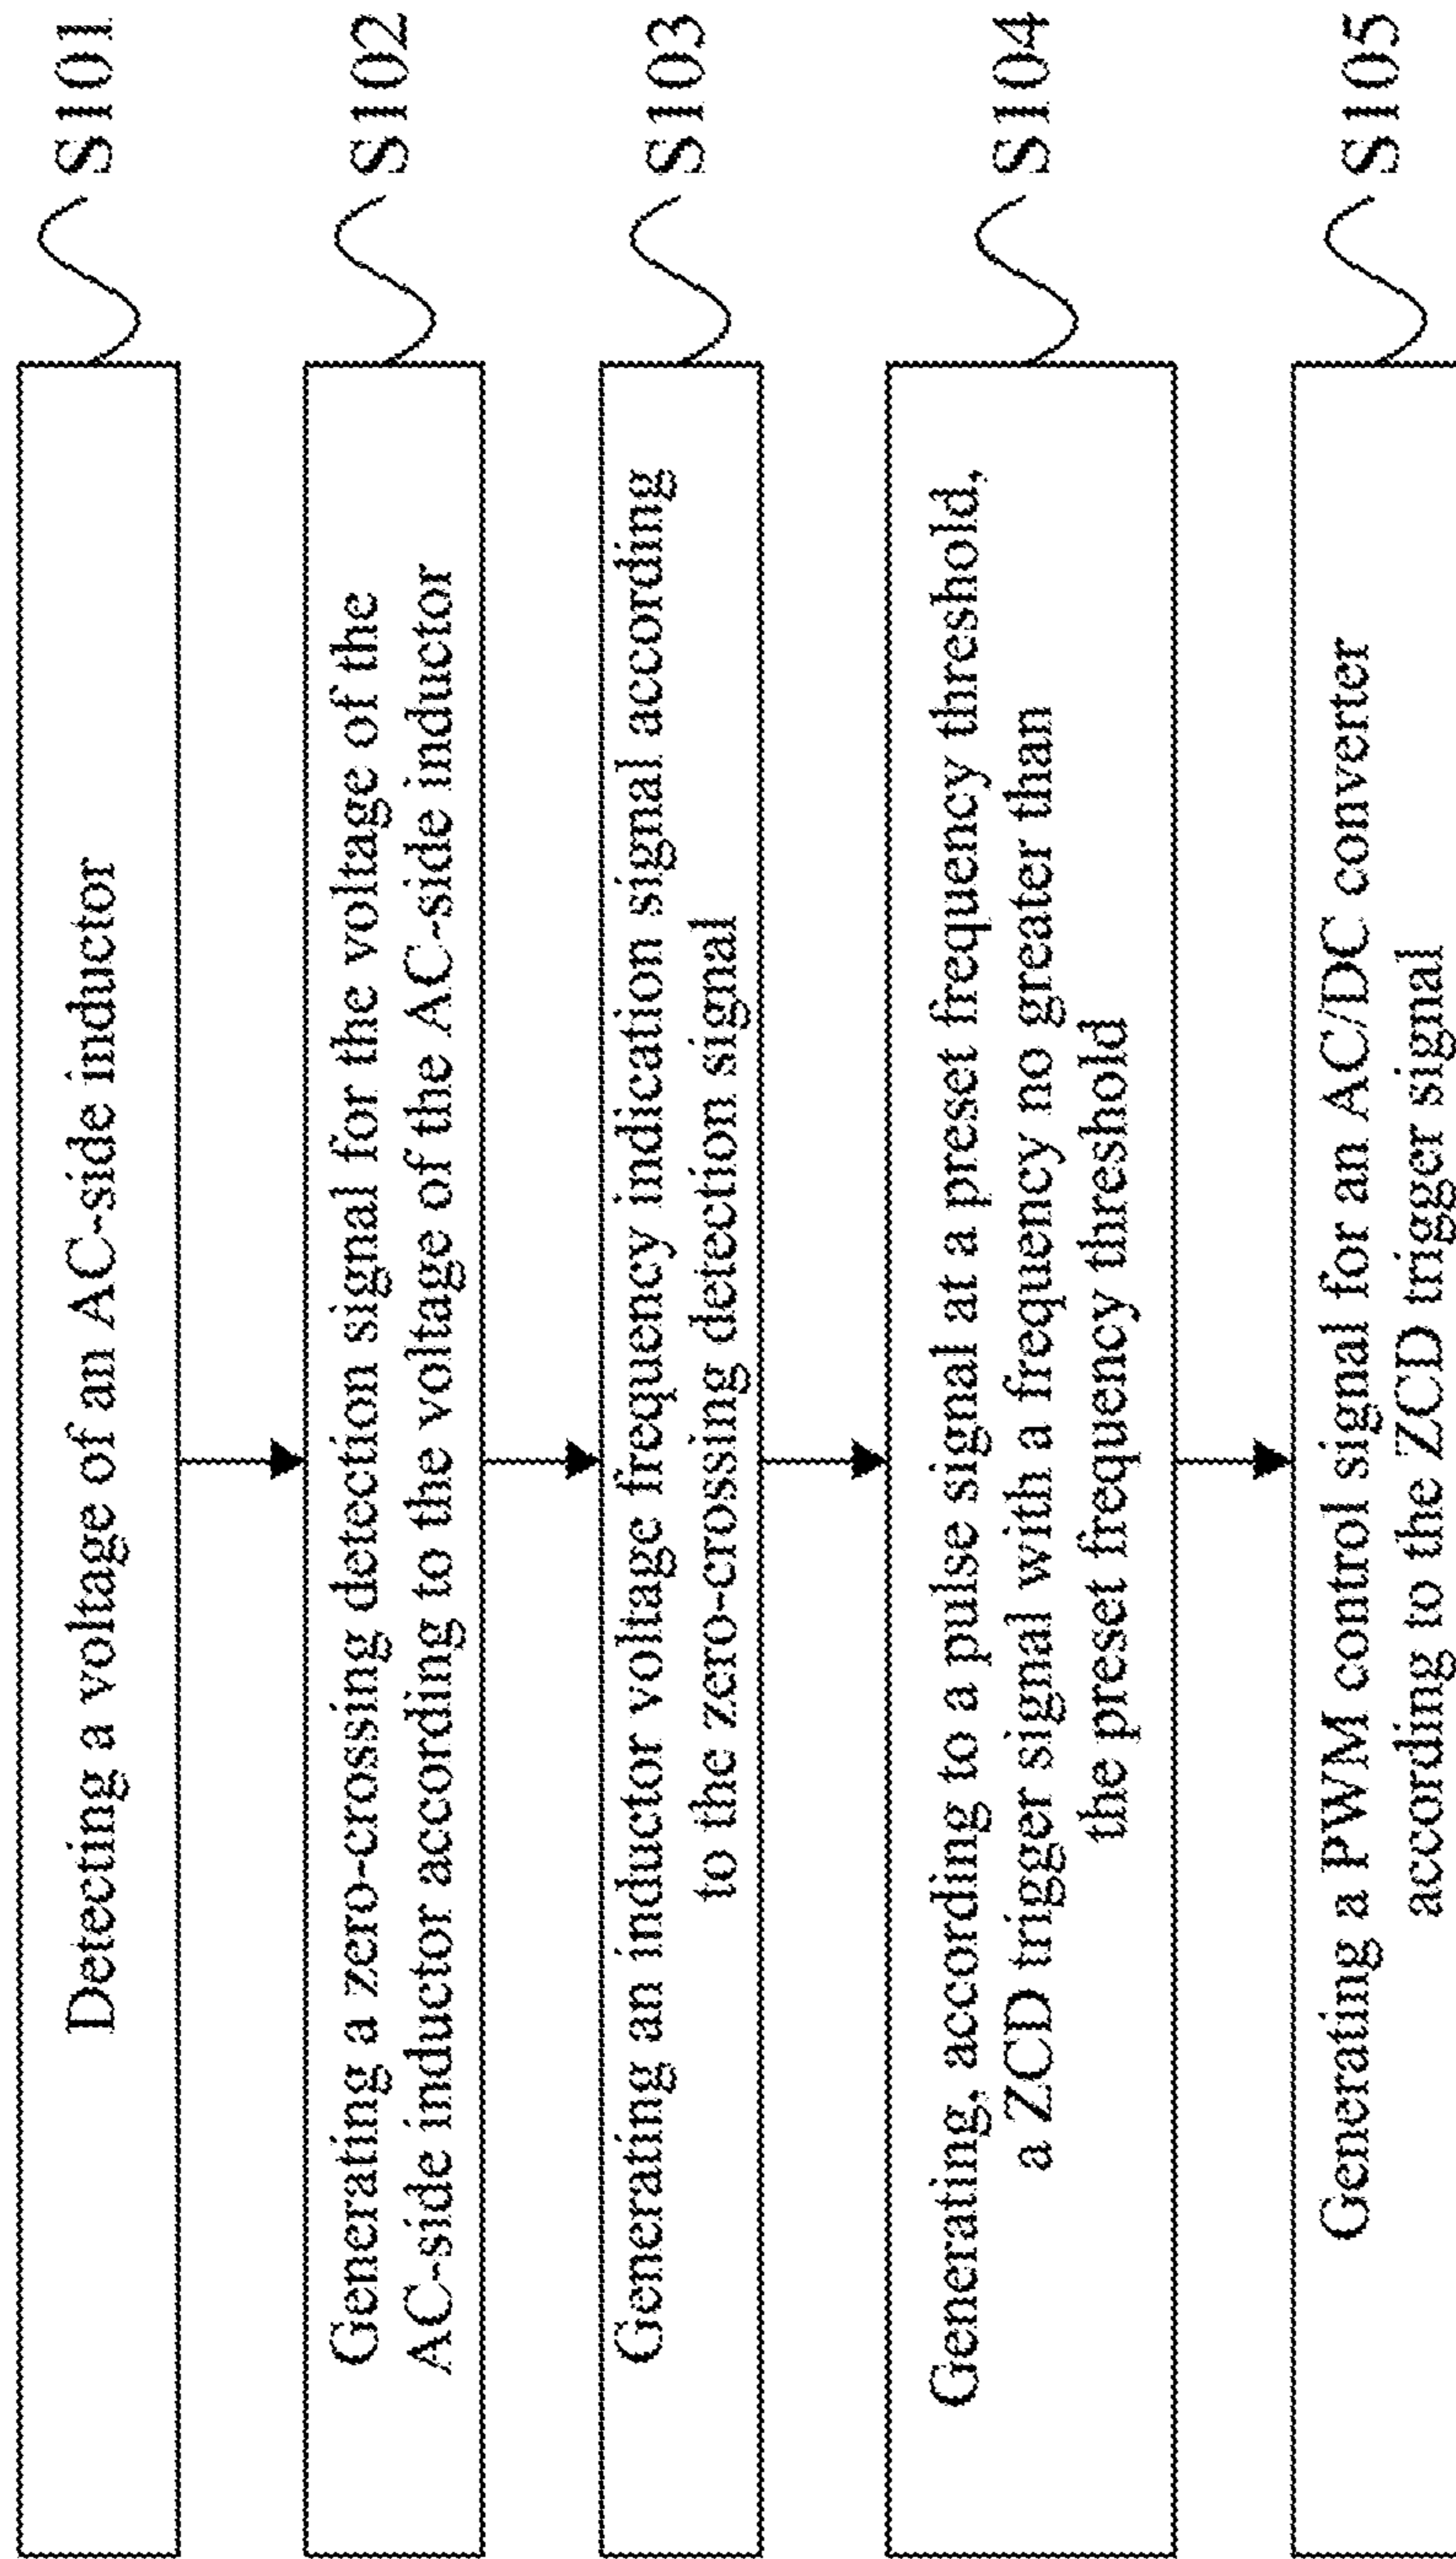 Detecting a voltage of an AC-side inductor
S101
Generating a zero-crossing detection signal for the voltage of the
AC-side inductor according to the voltage of the AC-side inductor
S102
Generating an inductor voltage frequency indication signal according
to the zero-crossing detection signal
S103
Generating, according to a pulse signal at a preset frequency threshold,
a ZCD trigger signal with a frequency no greater than
the preset frequency threshold
S104
Generating a PWM control signal for an AC/DC converter
according to the ZCD trigger signal
S105